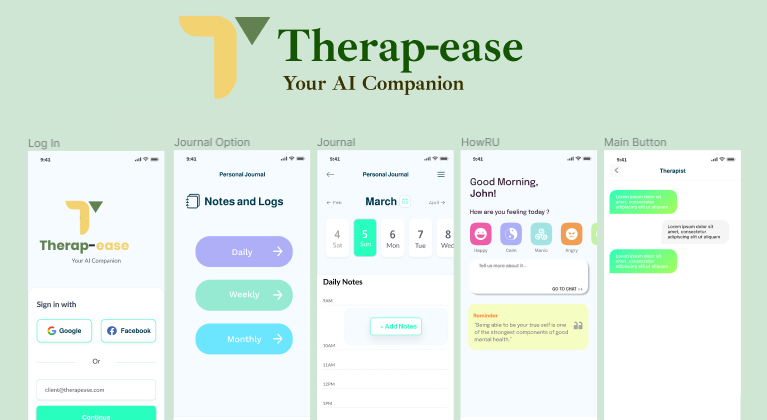 Therap-ease
Your AI Companion
Log In
9:41
Therap-ease
Your AI Companion
Sign in with
Google
Facebook
Or
client@therapease.com
Continue
Journal Option
9:41
Personal Journal
Notes and Logs
Daily
Weekly
Monthly
Journal
9:41
Personal Journal
← Feb
March
April →
4
Sat
5
Sun
6
Mon
7
Tue
8
Wed
Daily Notes
9AM
+ Add Notes
10AM
11AM
12PM
1PM
HowRU
9:41
Good Morning,
John!
How are you feeling today ?
Happy
Calm
Manic
Angry
Tell us more about it...
GO TO CHAT >>
Reminder
"Being able to be your true self is one
of the strongest components of good
mental health."
Main Button
9:41
Therapist
Lorem ipsum dolor sit
amet, consectetur
adipiscing elit ut aliquam
Lorem ipsum dolor sit
amet, consectetur
adipiscing elit ut aliquam
Lorem ipsum dolor sit
amet, consectetur
adipiscing elit ut aliquam